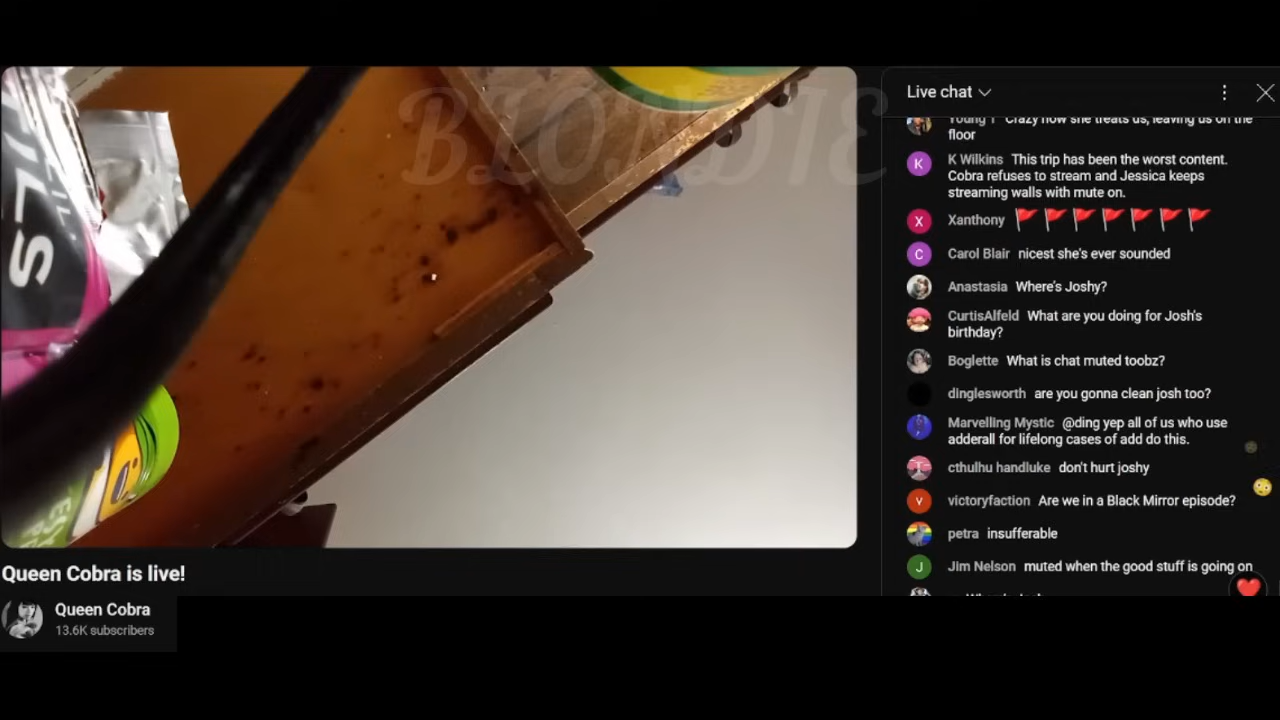 BLONDIE
Live chat
Young T Crazy how she treats us, leaving us on the
floor
K Wilkins This trip has been the worst content.
Cobra refuses to stream and Jessica keeps
streaming walls with mute on.
Xanthony
Carol Blair nicest she's ever sounded
Anastasia Where's Joshy?
CurtisAlfeld What are you doing for Josh's
birthday?
Boglette What is chat muted toobz?
dinglesworth are you gonna clean josh too?
Marvelling Mystic @ding yep all of us who use
adderall for lifelong cases of add do this.
cthulhu handluke don't hurt joshy
victoryfaction Are we in a Black Mirror episode?
petra insufferable
Jim Nelson muted when the good stuff is going on
Queen Cobra is live!
Queen Cobra
13.6K subscribers